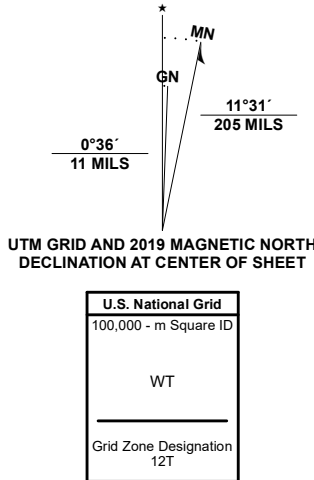 ★
MN
GN
11°31´
205 MILS
0°36´
11 MILS
UTM GRID AND 2019 MAGNETIC NORTH
DECLINATION AT CENTER OF SHEET
U.S. National Grid
100,000 - m Square ID
WT
Grid Zone Designation
12T